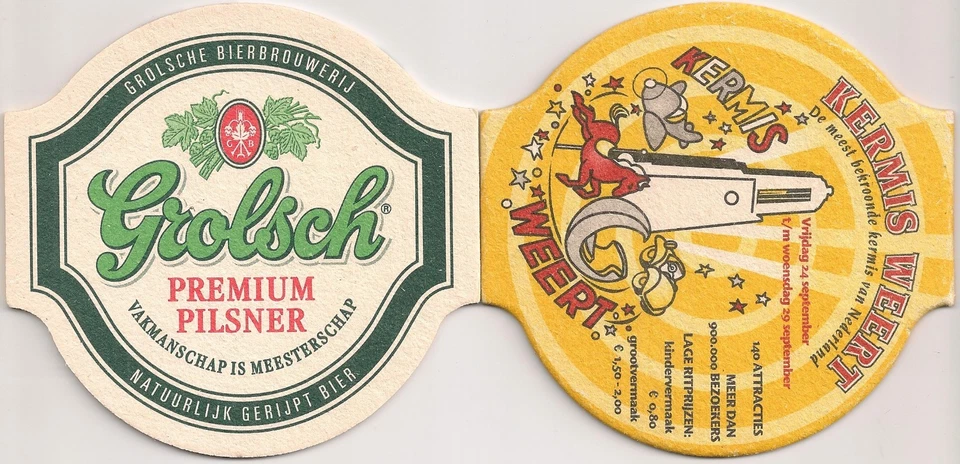 GROLSCHE BIERBROUWERIJ
G B
Grolsch®
PREMIUM
PILSNER
VAKMANSCHAP IS MEESTERSCHAP
NATUURLIJK GERIJPT BIER
KERMIS WEERT
De meest bekroonde kermis van Nederland
Vrijdag 24 september
t/m woensdag 29 september
KERMIS
WEERT
140 ATTRACTIES
MEER DAN
900.000 BEZOEKERS
LAGE RITPRIJZEN:
kindervermaak
€ 0,80
grootvermaak
€ 1,50 - 2,00